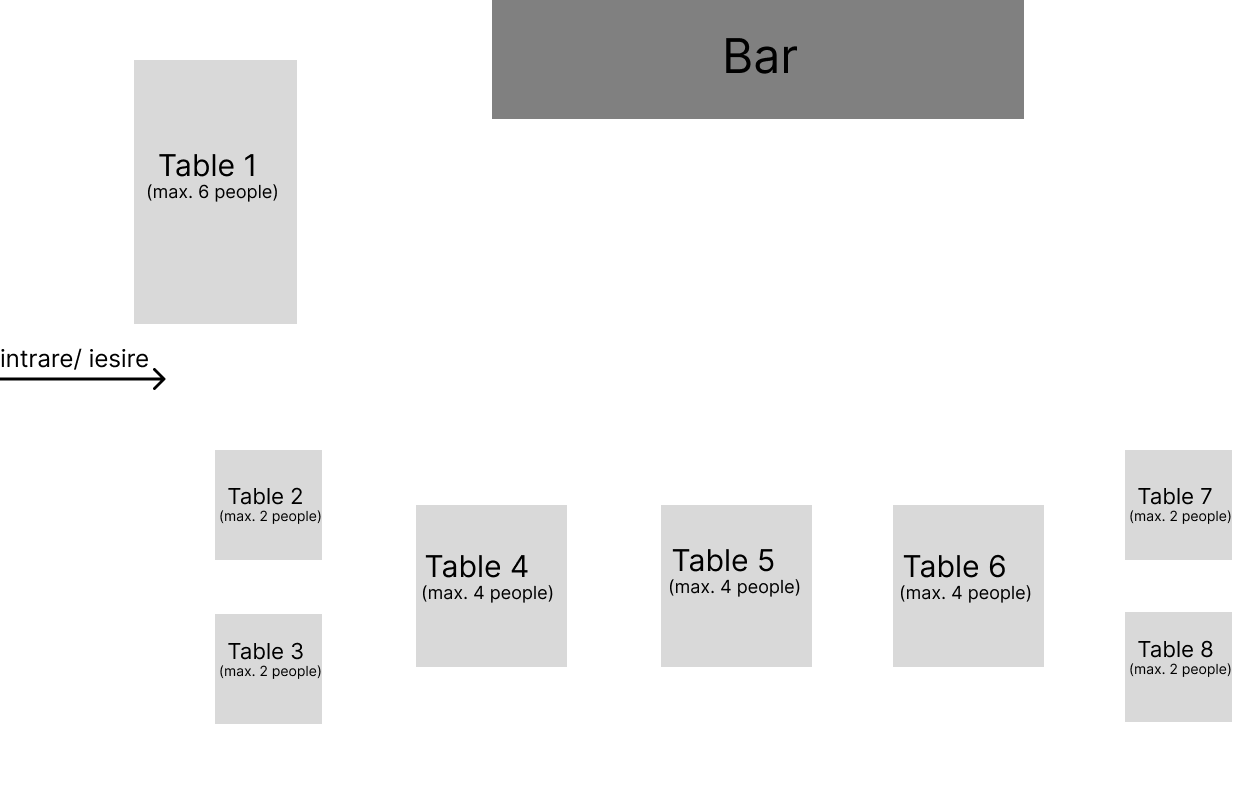 Bar
Table 1
(max. 6 people)
intrare/ iesire
Table 2
(max. 2 people)
Table 3
(max. 2 people)
Table 4
(max. 4 people)
Table 5
(max. 4 people)
Table 6
(max. 4 people)
Table 7
(max. 2 people)
Table 8
(max. 2 people)